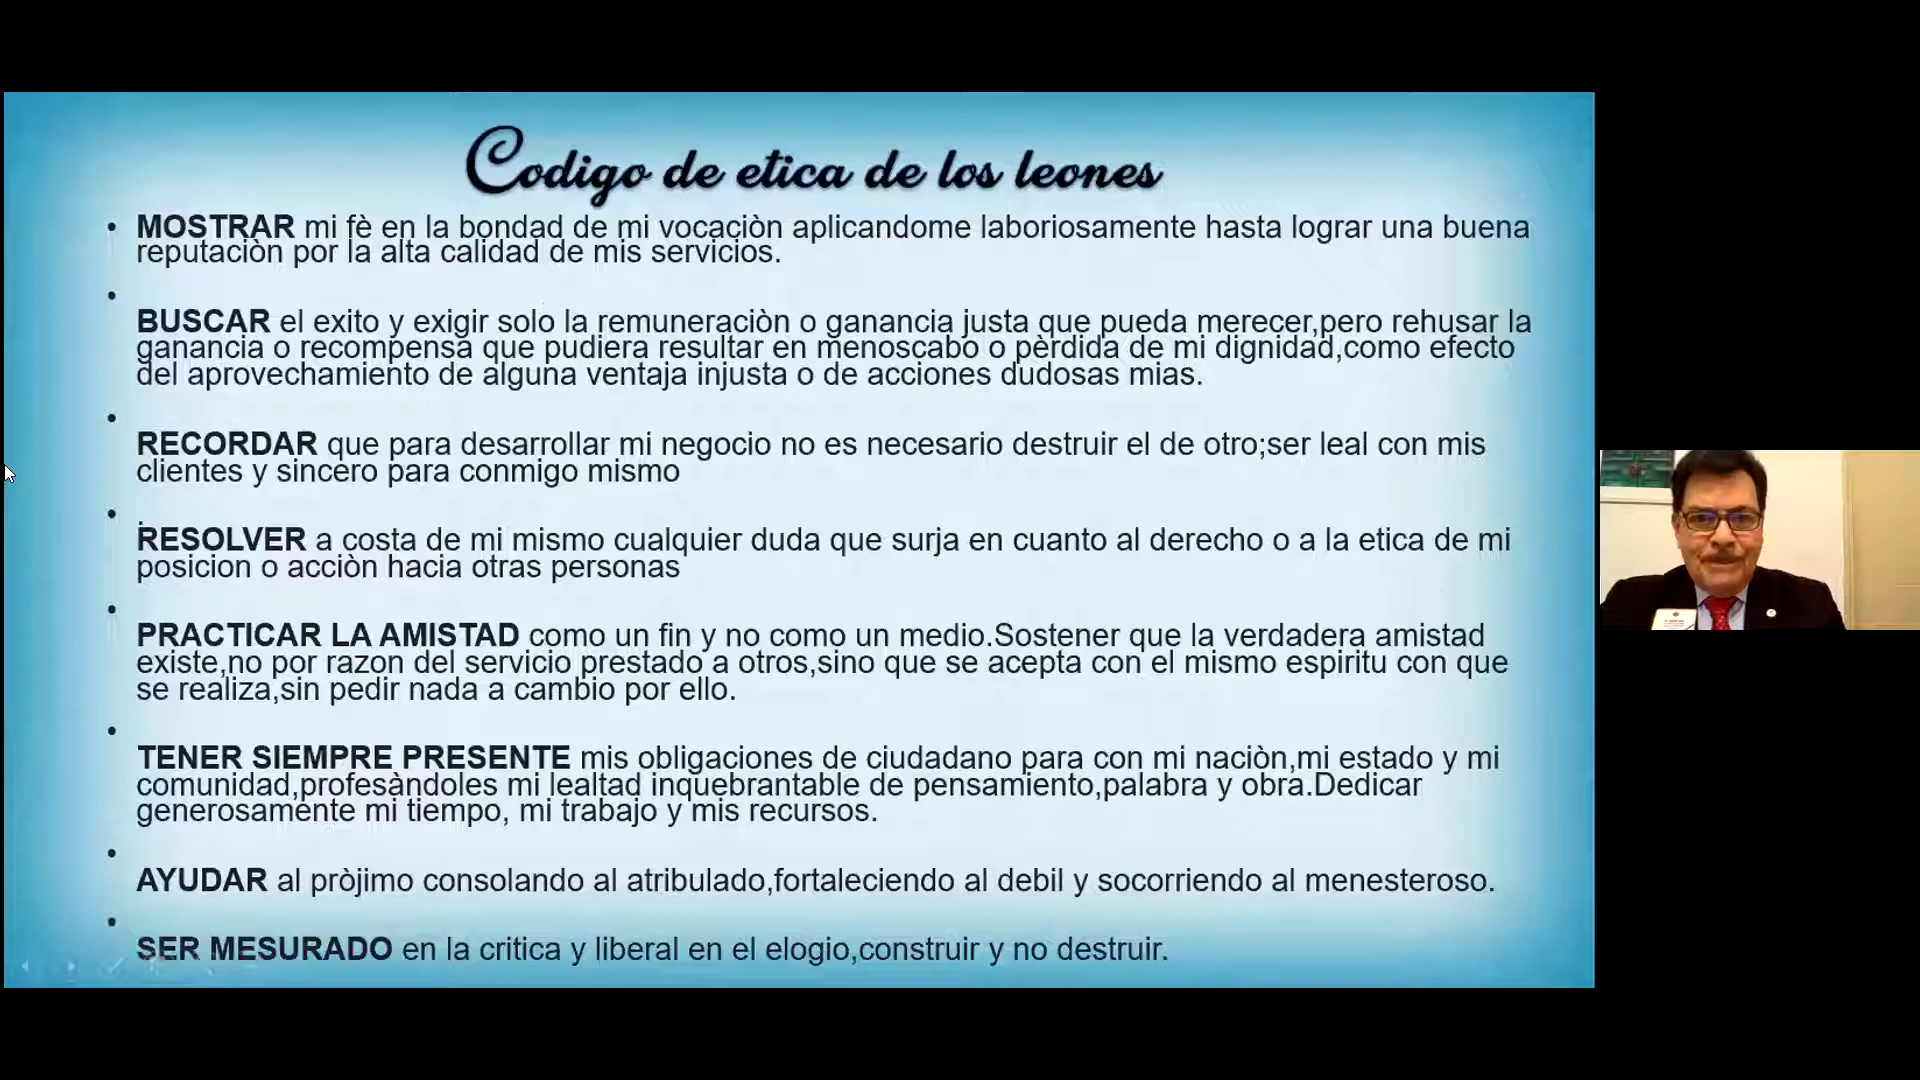 Codigo de etica de los leones
• MOSTRAR mi fè en la bondad de mi vocaciòn aplicandome laboriosamente hasta lograr una buena
reputaciòn por la alta calidad de mis servicios.
•
BUSCAR el exito y exigir solo la remuneraciòn o ganancia justa que pueda merecer,pero rehusar la
ganancia o recompensa que pudiera resultar en menoscabo o pèrdida de mi dignidad,como efecto
del aprovechamiento de alguna ventaja injusta o de acciones dudosas mias.
•
RECORDAR que para desarrollar mi negocio no es necesario destruir el de otro;ser leal con mis
clientes y sincero para conmigo mismo
• .
RESOLVER a costa de mi mismo cualquier duda que surja en cuanto al derecho o a la etica de mi
posicion o acciòn hacia otras personas
•
PRACTICAR LA AMISTAD como un fin y no como un medio.Sostener que la verdadera amistad
existe,no por razon del servicio prestado a otros,sino que se acepta con el mismo espiritu con que
se realiza,sin pedir nada a cambio por ello.
•
TENER SIEMPRE PRESENTE mis obligaciones de ciudadano para con mi naciòn,mi estado y mi
comunidad,profesàndoles mi lealtad inquebrantable de pensamiento,palabra y obra.Dedicar
generosamente mi tiempo, mi trabajo y mis recursos.
•
AYUDAR al pròjimo consolando al atribulado,fortaleciendo al debil y socorriendo al menesteroso.
•
SER MESURADO en la critica y liberal en el elogio,construir y no destruir.